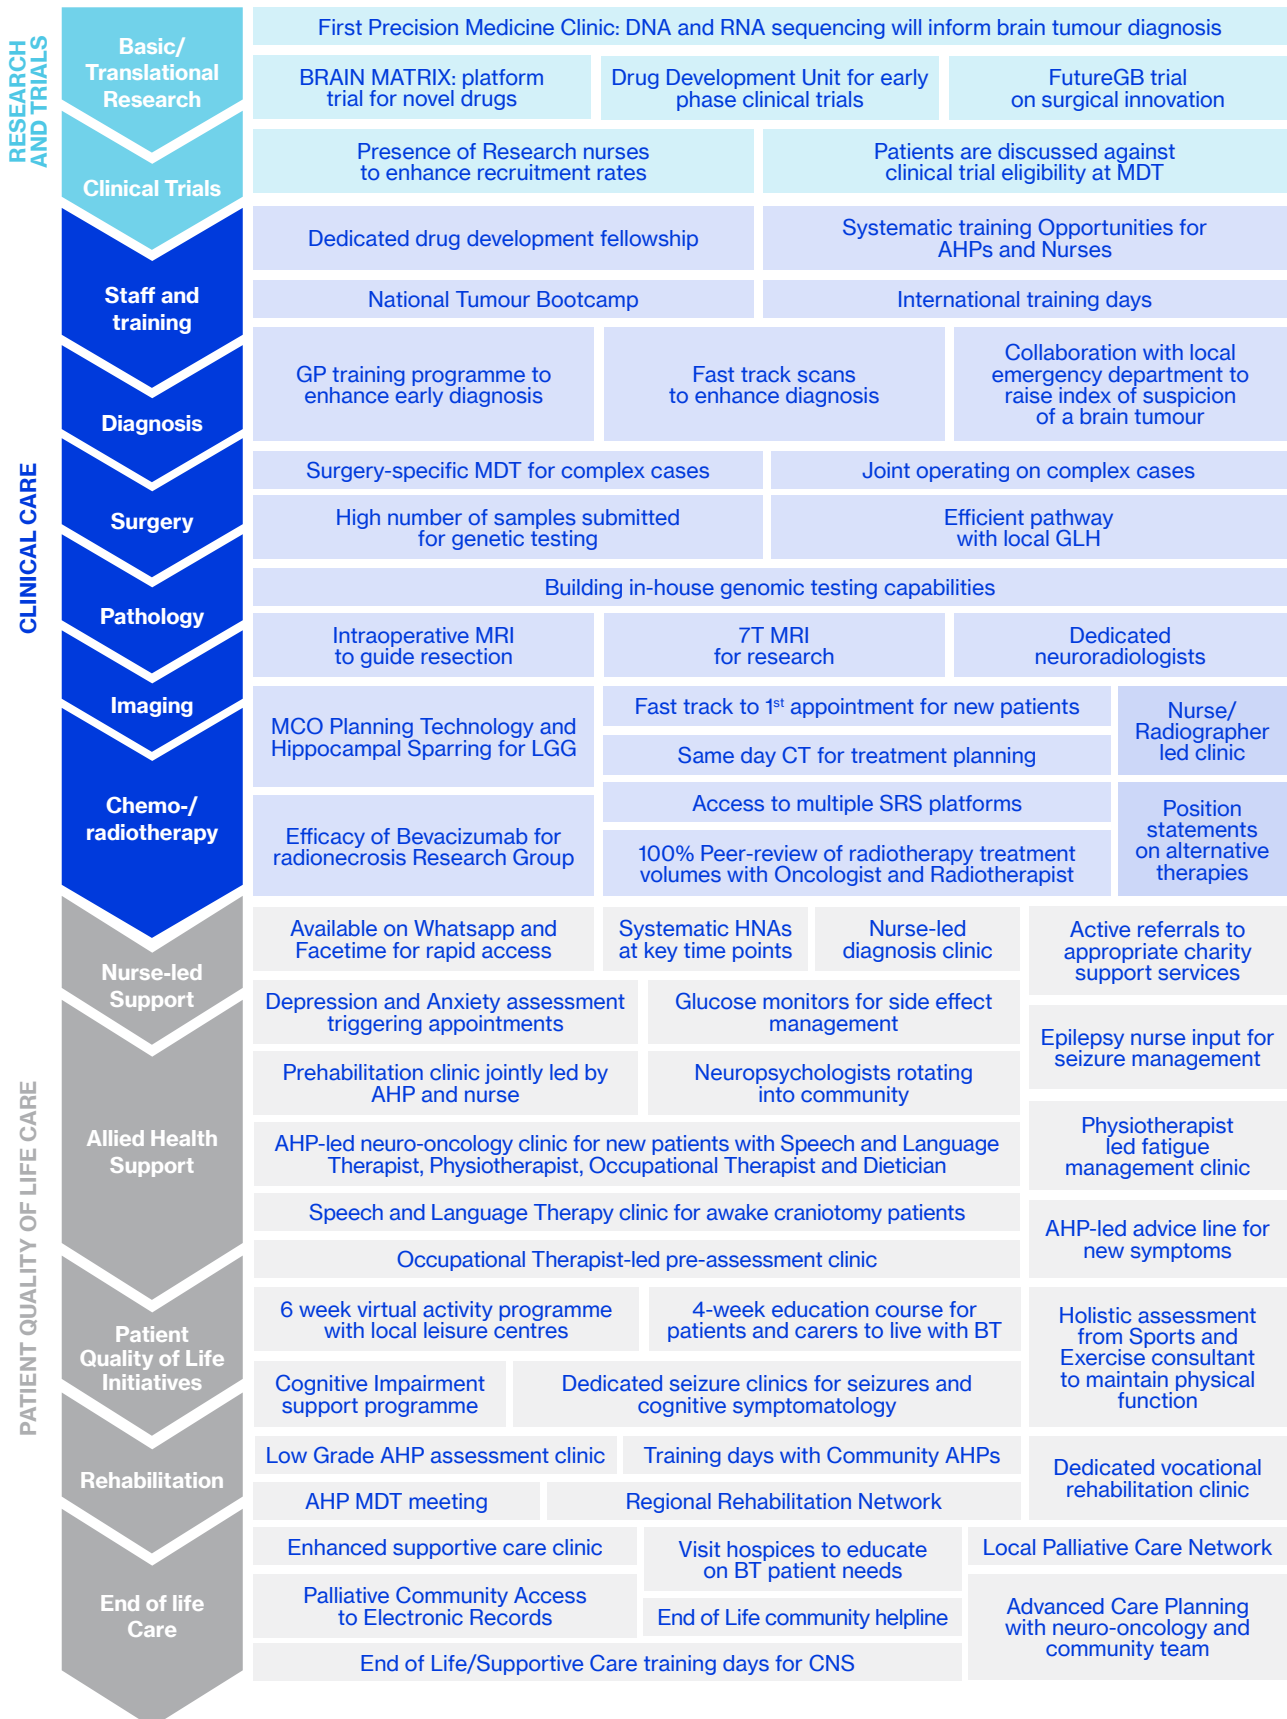 RESEARCH
AND TRIALS
Basic/
Translational
Research
First Precision Medicine Clinic: DNA and RNA sequencing will inform brain tumour diagnosis
BRAIN MATRIX: platform
trial for novel drugs
Drug Development Unit for early
phase clinical trials
FutureGB trial
on surgical innovation
Clinical Trials
Presence of Research nurses
to enhance recruitment rates
Patients are discussed against
clinical trial eligibility at MDT
CLINICAL CARE
Staff and
training
Dedicated drug development fellowship
Systematic training Opportunities for
AHPs and Nurses
National Tumour Bootcamp
International training days
Diagnosis
GP training programme to
enhance early diagnosis
Fast track scans
to enhance diagnosis
Collaboration with local
emergency department to
raise index of suspicion
of a brain tumour
Surgery
Surgery-specific MDT for complex cases
Joint operating on complex cases
High number of samples submitted
for genetic testing
Efficient pathway
with local GLH
Pathology
Building in-house genomic testing capabilities
Imaging
Intraoperative MRI
to guide resection
7T MRI
for research
Dedicated
neuroradiologists
Chemo-/
radiotherapy
MCO Planning Technology and
Hippocampal Sparring for LGG
Fast track to 1st appointment for new patients
Same day CT for treatment planning
Nurse/
Radiographer
led clinic
Efficacy of Bevacizumab for
radionecrosis Research Group
Access to multiple SRS platforms
100% Peer-review of radiotherapy treatment
volumes with Oncologist and Radiotherapist
Position
statements
on alternative
therapies
PATIENT QUALITY OF LIFE CARE
Nurse-led
Support
Available on Whatsapp and
Facetime for rapid access
Systematic HNAs
at key time points
Nurse-led
diagnosis clinic
Active referrals to
appropriate charity
support services
Depression and Anxiety assessment
triggering appointments
Glucose monitors for side effect
management
Epilepsy nurse input for
seizure management
Allied Health
Support
Prehabilitation clinic jointly led by
AHP and nurse
Neuropsychologists rotating
into community
Physiotherapist
led fatigue
management clinic
AHP-led neuro-oncology clinic for new patients with Speech and Language
Therapist, Physiotherapist, Occupational Therapist and Dietician
Speech and Language Therapy clinic for awake craniotomy patients
AHP-led advice line for
new symptoms
Occupational Therapist-led pre-assessment clinic
Patient
Quality of Life
Initiatives
6 week virtual activity programme
with local leisure centres
4-week education course for
patients and carers to live with BT
Holistic assessment
from Sports and
Exercise consultant
to maintain physical
function
Cognitive Impairment
support programme
Dedicated seizure clinics for seizures and
cognitive symptomatology
Rehabilitation
Low Grade AHP assessment clinic
Training days with Community AHPs
Dedicated vocational
rehabilitation clinic
AHP MDT meeting
Regional Rehabilitation Network
End of life
Care
Enhanced supportive care clinic
Visit hospices to educate
on BT patient needs
Local Palliative Care Network
Palliative Community Access
to Electronic Records
End of Life community helpline
Advanced Care Planning
with neuro-oncology and
community team
End of Life/Supportive Care training days for CNS